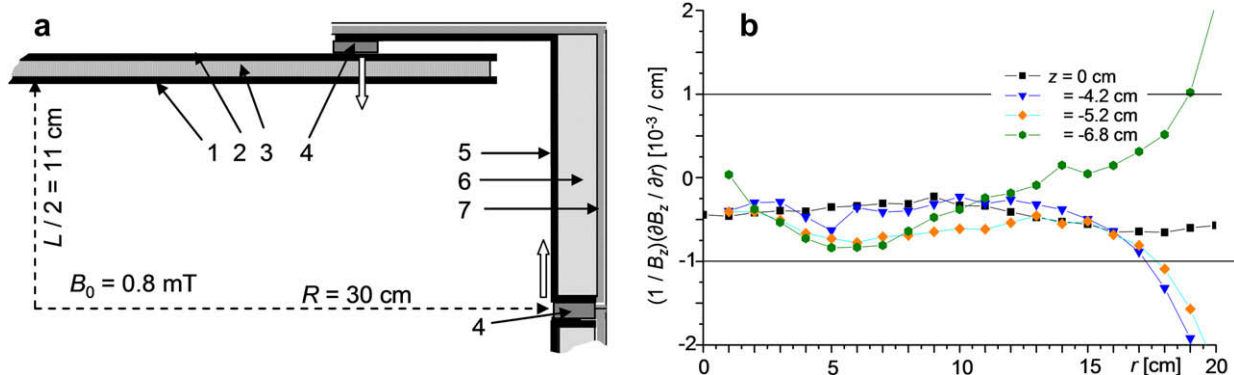 a
1
2
3
4
5
6
7
L / 2 = 11 cm
B₀ = 0.8 mT
R = 30 cm
4
b
(1 / Bz)(∂Bz / ∂r) [10⁻³ / cm]
2
1
0
-1
-2
z = 0 cm
= -4.2 cm
= -5.2 cm
= -6.8 cm
0
5
10
15
r [cm]
20